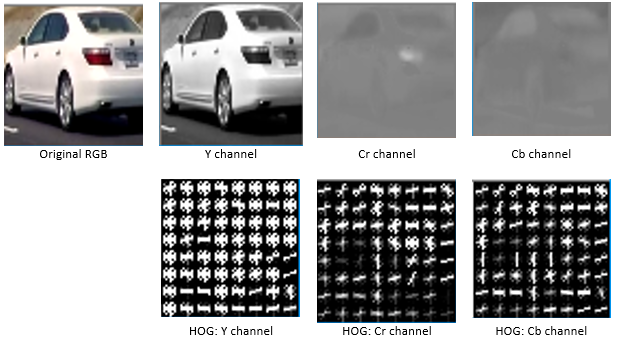 Original RGB
Y channel
Cr channel
Cb channel
HOG: Y channel
HOG: Cr channel
HOG: Cb channel